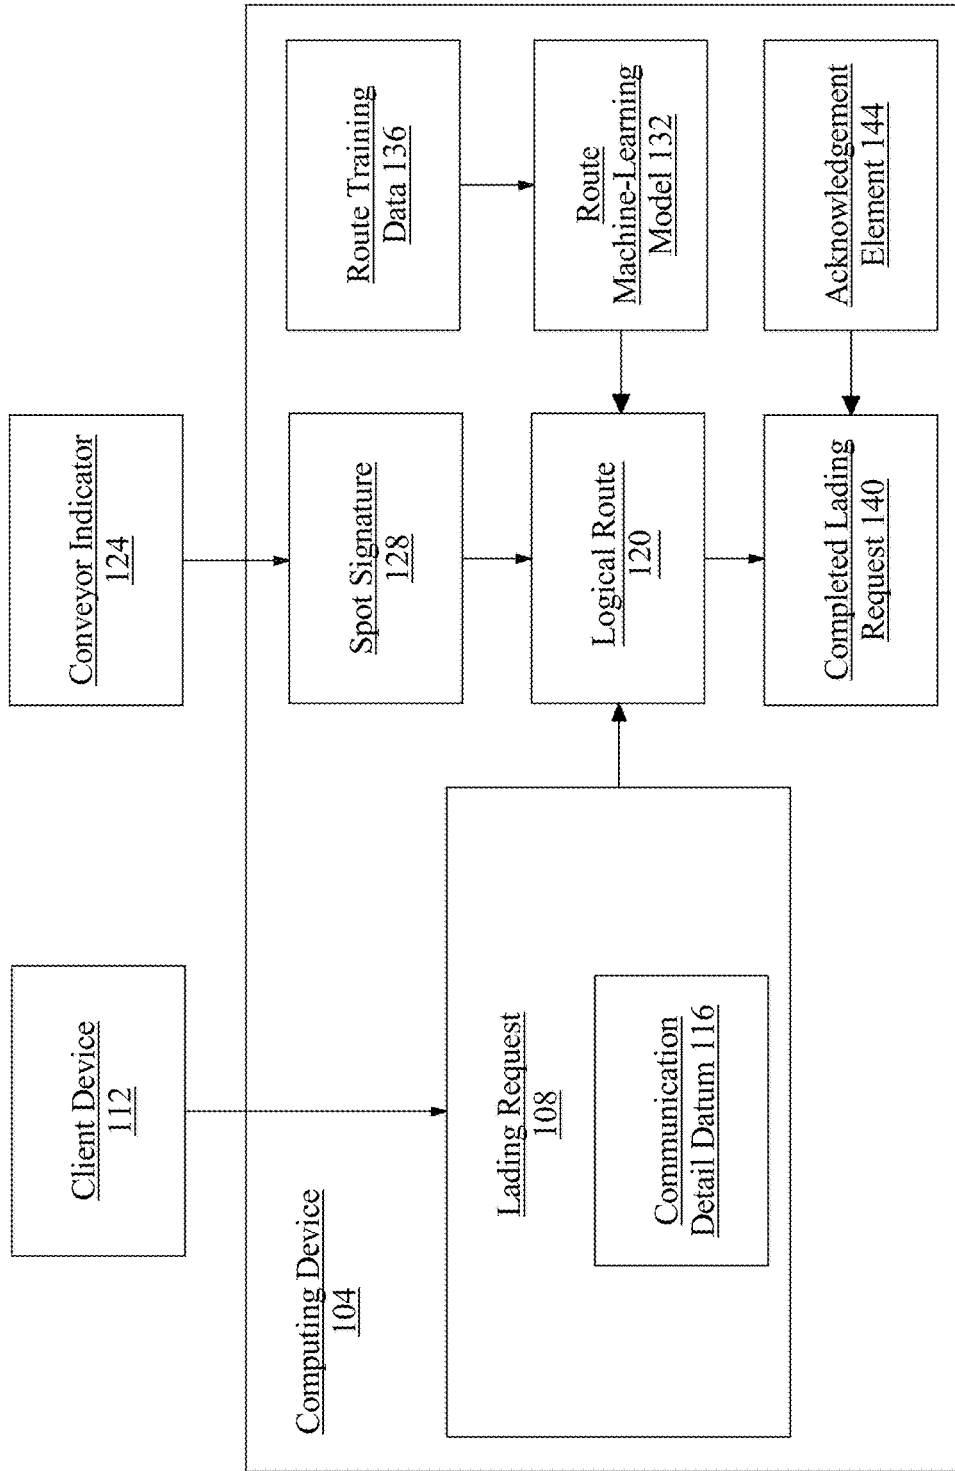 Client Device
112
Conveyor Indicator
124
Computing Device
104
Lading Request
108
Communication
Detail Datum 116
Spot Signature
128
Route Training
Data 136
Logical Route
120
Route
Machine-Learning
Model 132
Completed Lading
Request 140
Acknowledgement
Element 144